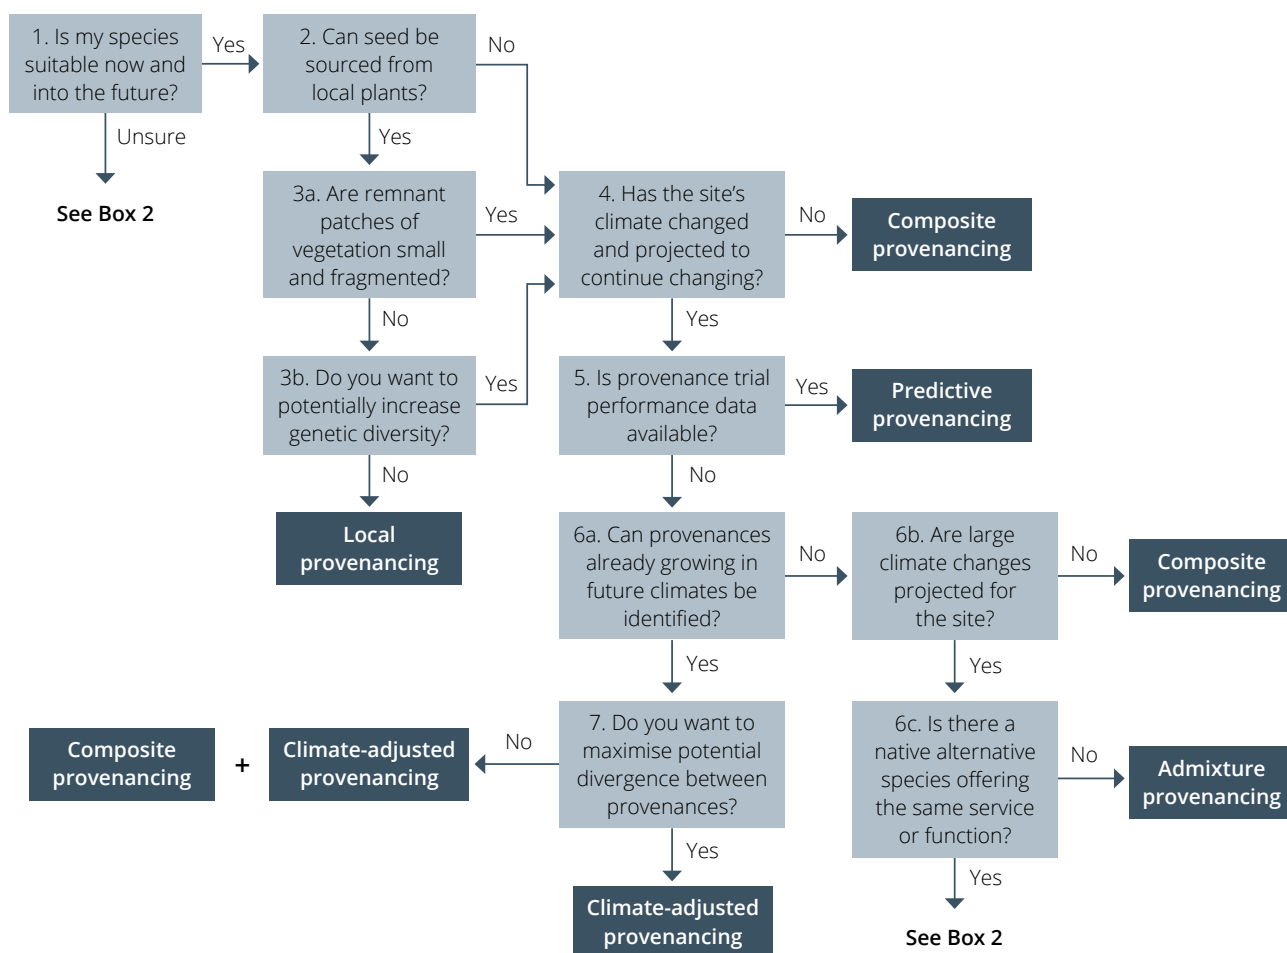 1. Is my species
suitable now and
into the future?
Yes
2. Can seed be
sourced from
local plants?
No
Unsure
See Box 2
Yes
3a. Are remnant
patches of
vegetation small
and fragmented?
Yes
4. Has the site’s
climate changed
and projected to
continue changing?
No
Composite
provenancing
No
Yes
3b. Do you want to
potentially increase
genetic diversity?
Yes
5. Is provenance trial
performance data
available?
Yes
Predictive
provenancing
No
Local
provenancing
No
6a. Can provenances
already growing in
future climates be
identified?
No
6b. Are large
climate changes
projected for
the site?
No
Composite
provenancing
Yes
Yes
Composite
provenancing
+
Climate-adjusted
provenancing
No
7. Do you want to
maximise potential
divergence between
provenances?
6c. Is there a
native alternative
species offering
the same service
or function?
No
Admixture
provenancing
Yes
Climate-adjusted
provenancing
Yes
See Box 2